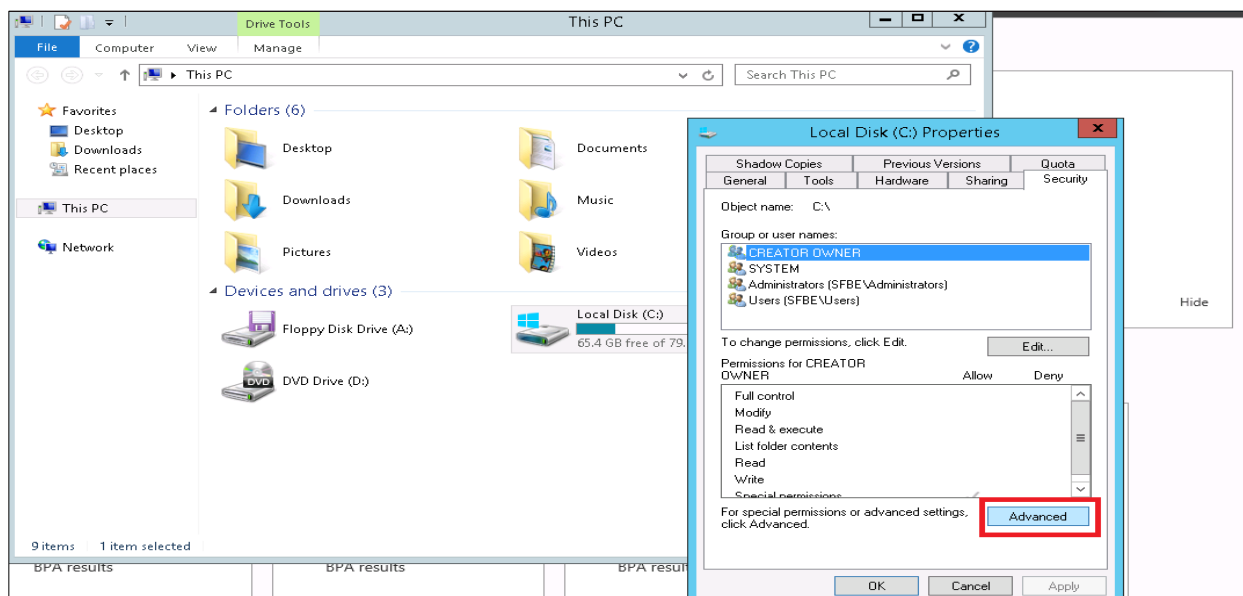 Drive Tools
This PC
File Computer View Manage
This PC
Search This PC
Favorites
Desktop
Downloads
Recent places
This PC
Network
Folders (6)
Desktop
Documents
Downloads
Music
Pictures
Videos
Devices and drives (3)
Floppy Disk Drive (A:)
Local Disk (C:)
65.4 GB free of 79.
DVD DVD Drive (D:)
9 items 1 item selected
BPA results BPA results BPA resul
Hide
Local Disk (C:) Properties
Shadow Copies Previous Versions Quota
General Tools Hardware Sharing Security
Object name: C:\
Group or user names:
CREATOR OWNER
SYSTEM
Administrators (SFBE\Administrators)
Users (SFBE\Users)
To change permissions, click Edit.
Edit...
Permissions for CREATOR
OWNER Allow Deny
Full control
Modify
Read & execute
List folder contents
Read
Write
Special permissions
For special permissions or advanced settings,
click Advanced.
Advanced
OK Cancel Apply